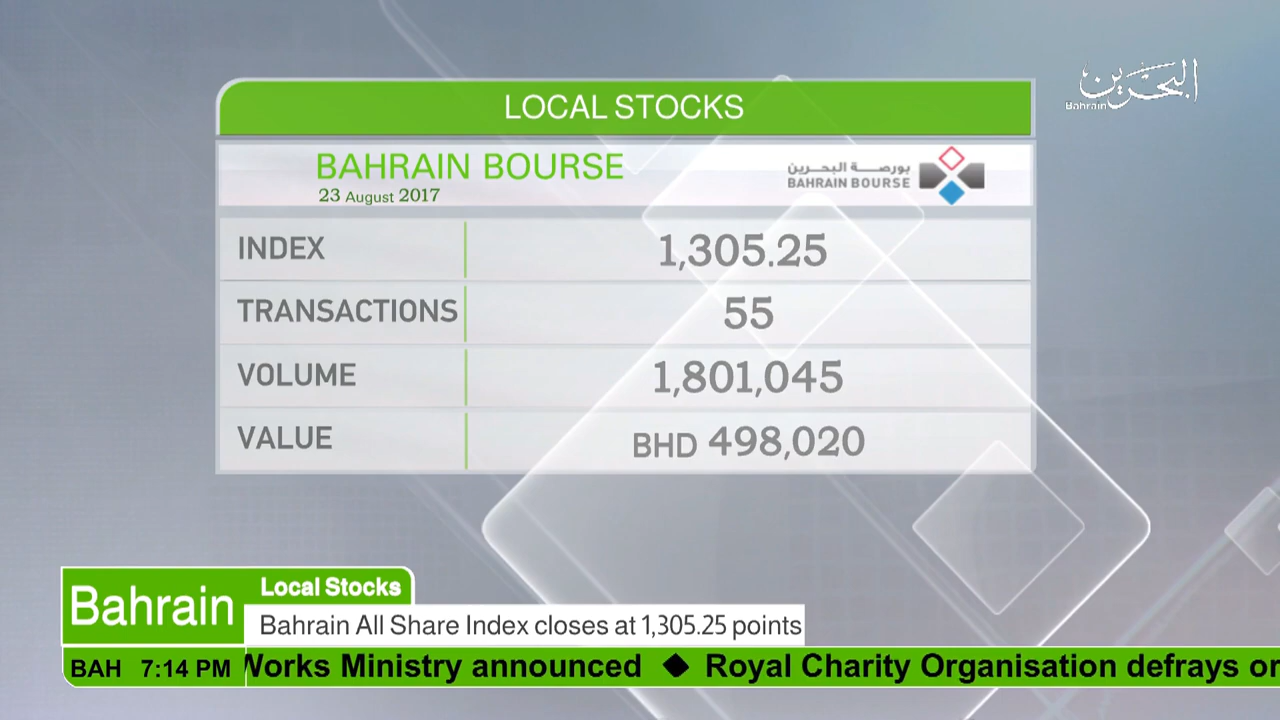 LOCAL STOCKS
البحرين
Bahrain
BAHRAIN BOURSE
23 August 2017
بورصة البحرين
BAHRAIN BOURSE
INDEX 1,305.25
TRANSACTIONS 55
VOLUME 1,801,045
VALUE BHD 498,020
Bahrain
Local Stocks
Bahrain All Share Index closes at 1,305.25 points
BAH 7:14 PM Works Ministry announced ◆ Royal Charity Organisation defrays